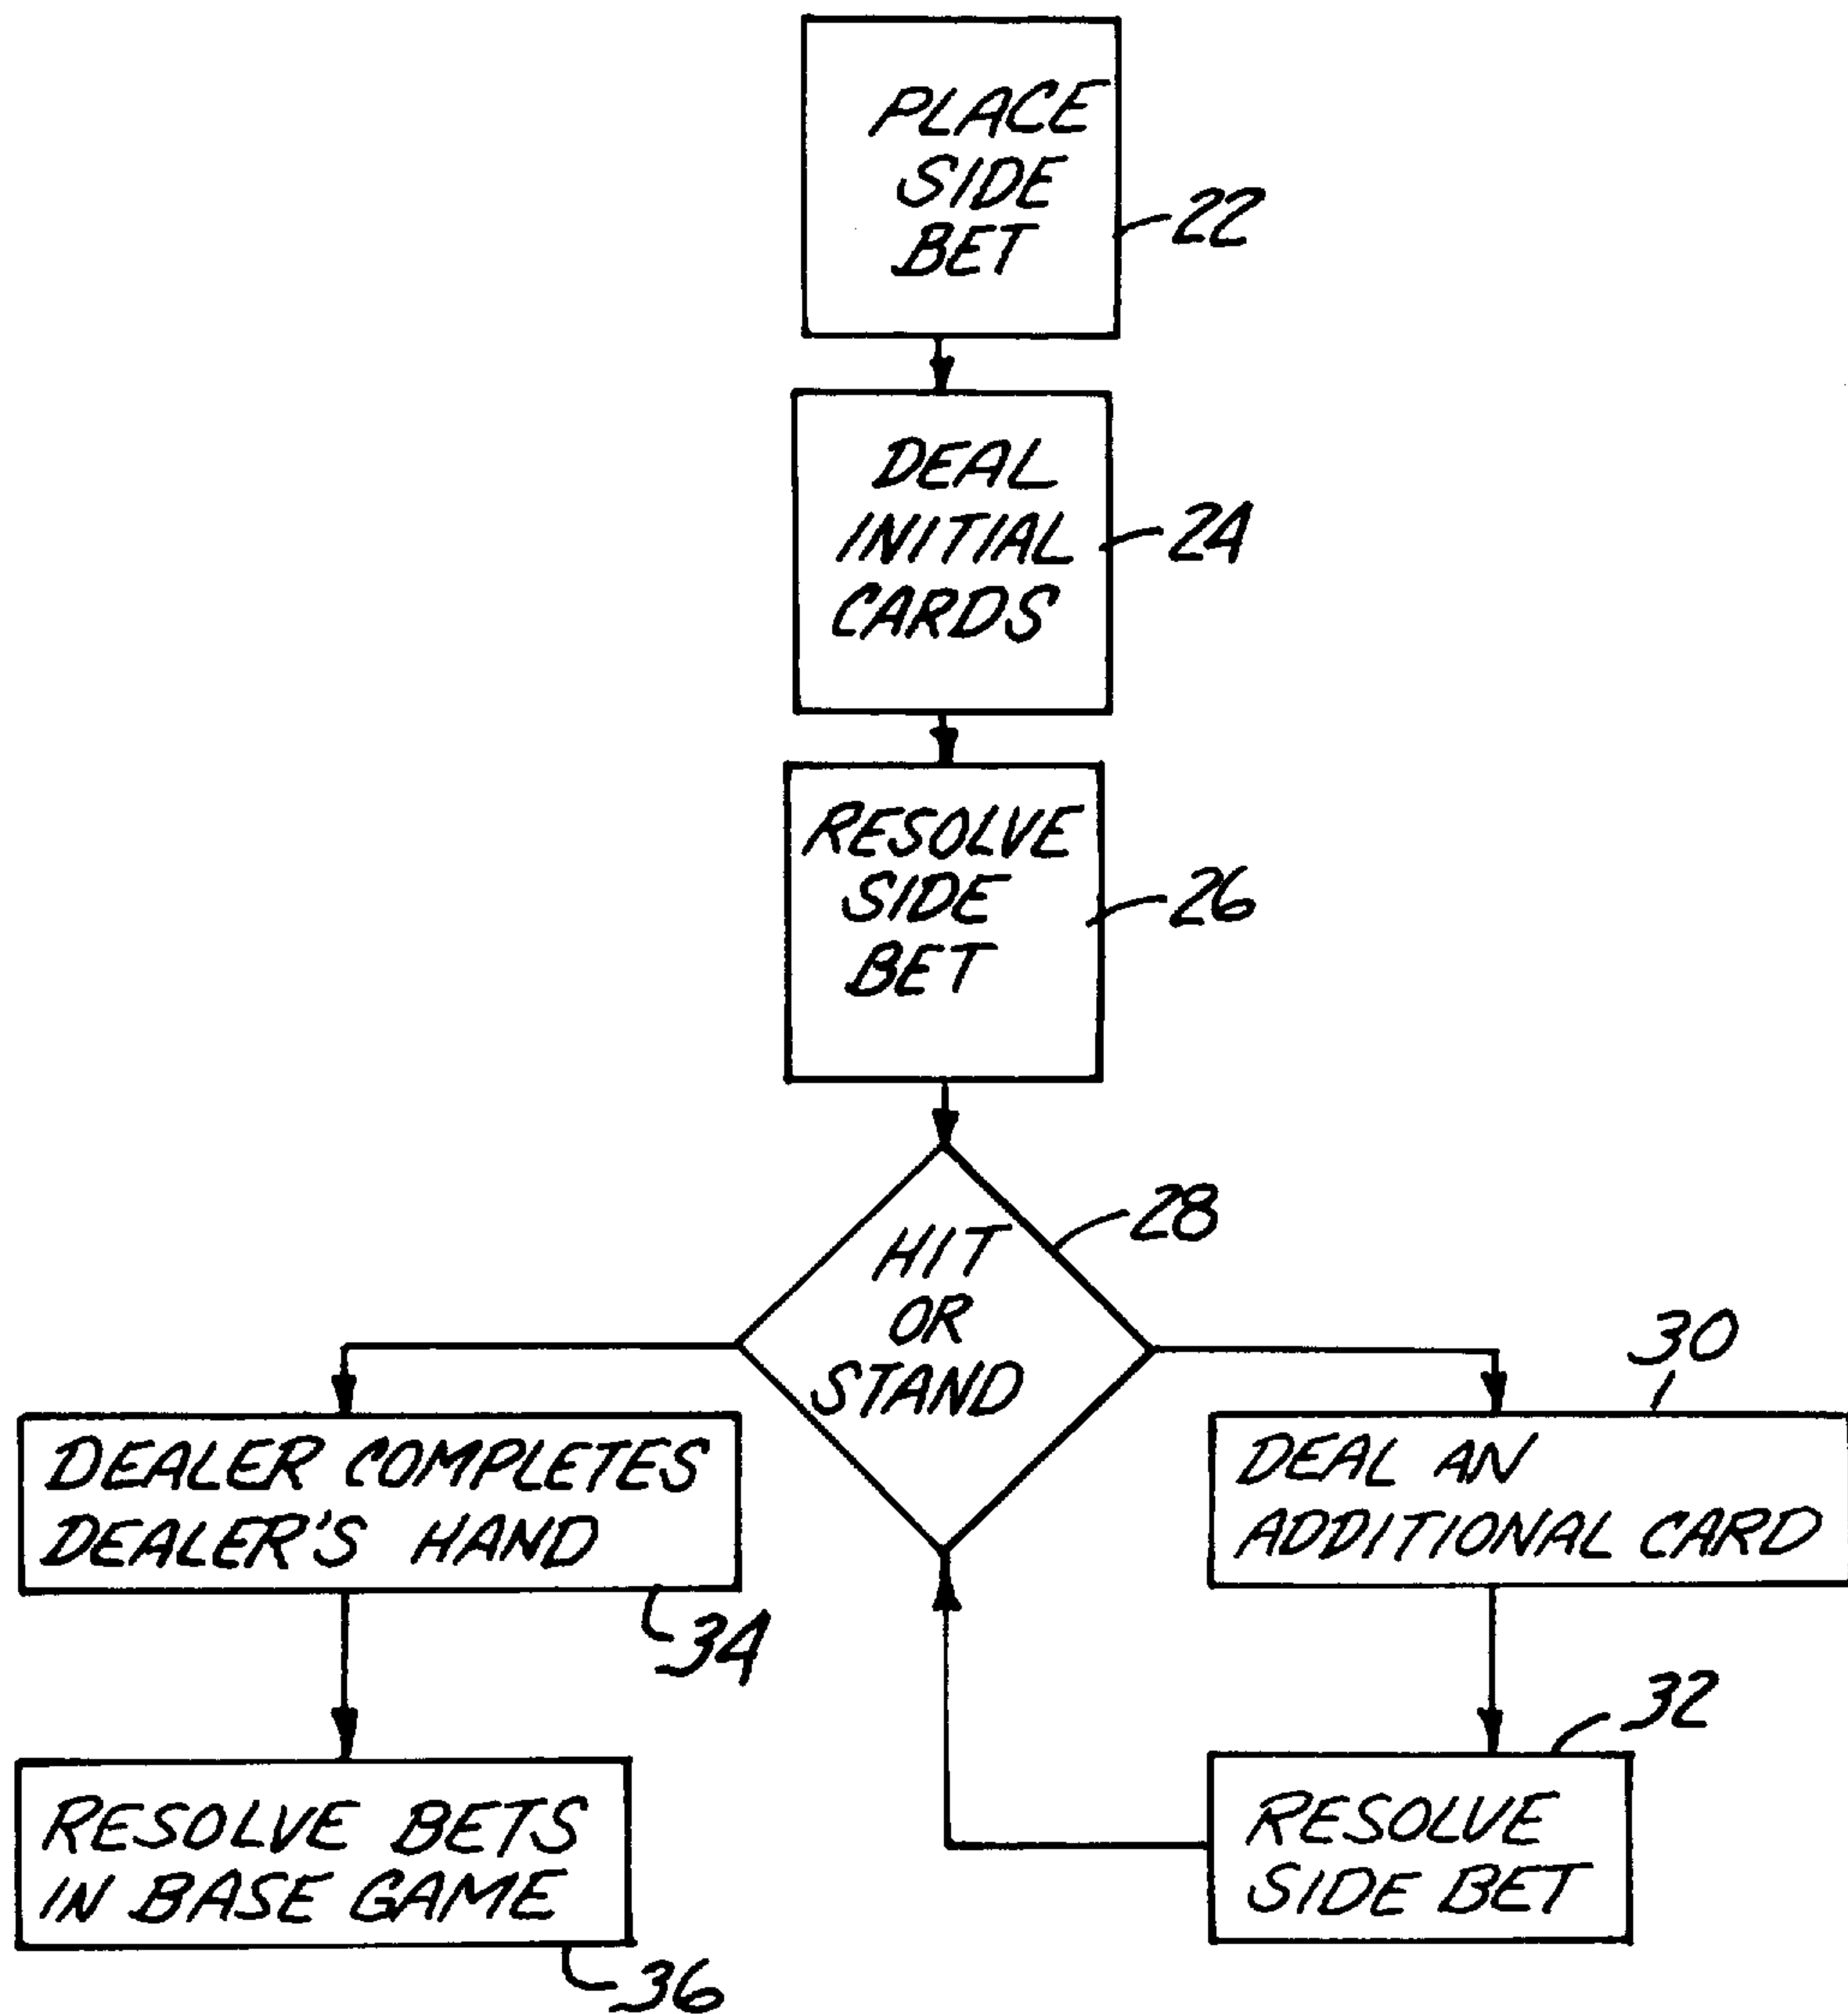 PLACE
SIDE
BET
22
DEAL
INITIAL
CARDS
24
RESOLVE
SIDE
BET
26
HIT
OR
STAND
28
30
DEALER COMPLETES
DEALER'S HAND
34
DEAL AN
ADDITIONAL CARD
32
RESOLVE BETS
IN BASE GAME
36
RESOLVE
SIDE BET